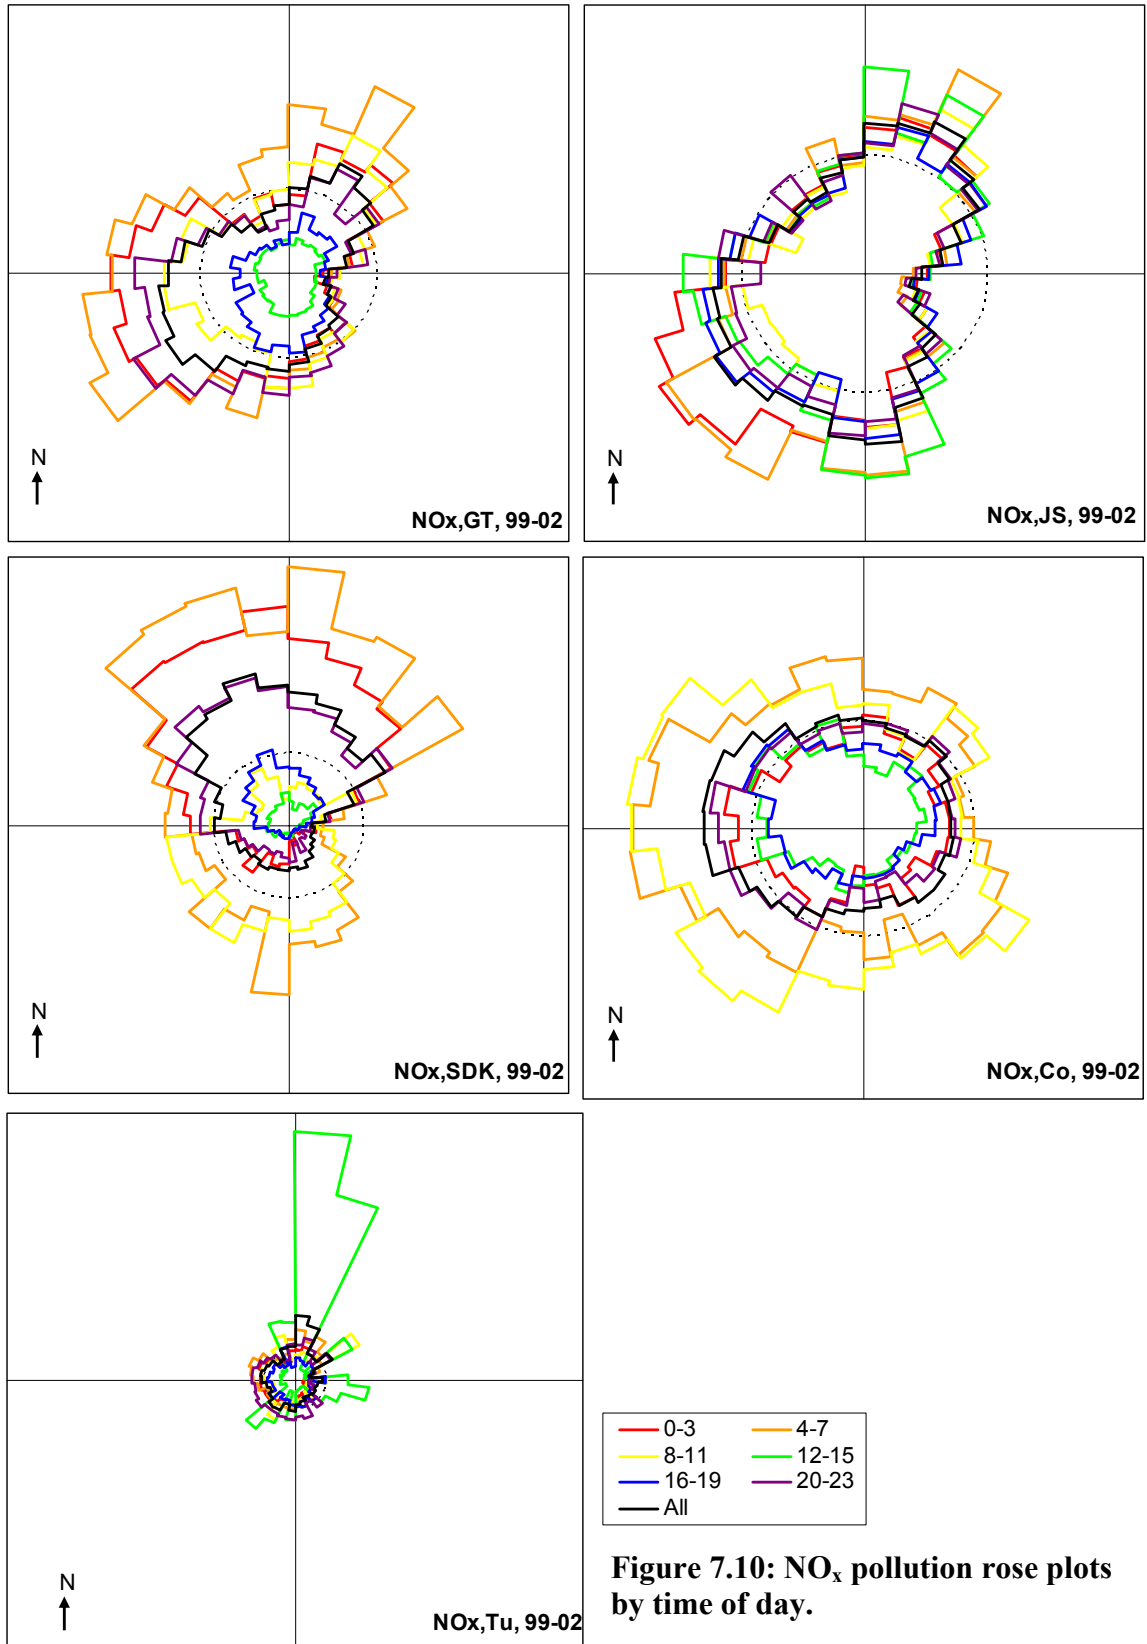 N
NOx,GT, 99-02
N
NOx,JS, 99-02
N
NOx,SDK, 99-02
N
NOx,Co, 99-02
N
NOx,Tu, 99-02
0-3 4-7
8-11 12-15
16-19 20-23
All
Figure 7.10: NOx pollution rose plots
by time of day.